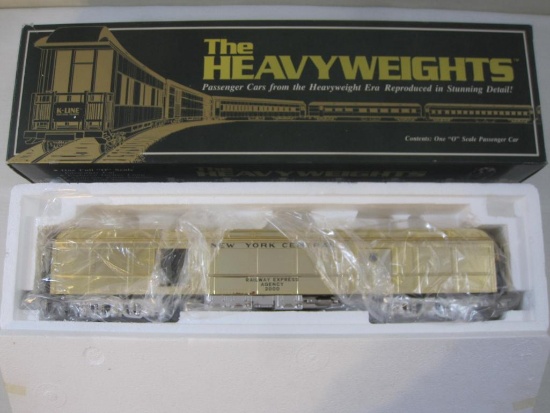 The
HEAVYWEIGHTS™
Passenger Cars from the Heavyweight Era Reproduced in Stunning Detail!
K-LINE
Contents: One "O" Scale Passenger Car
HEAVYWEIGHTS
NEW YORK CENTRAL
RAILWAY EXPRESS
AGENCY